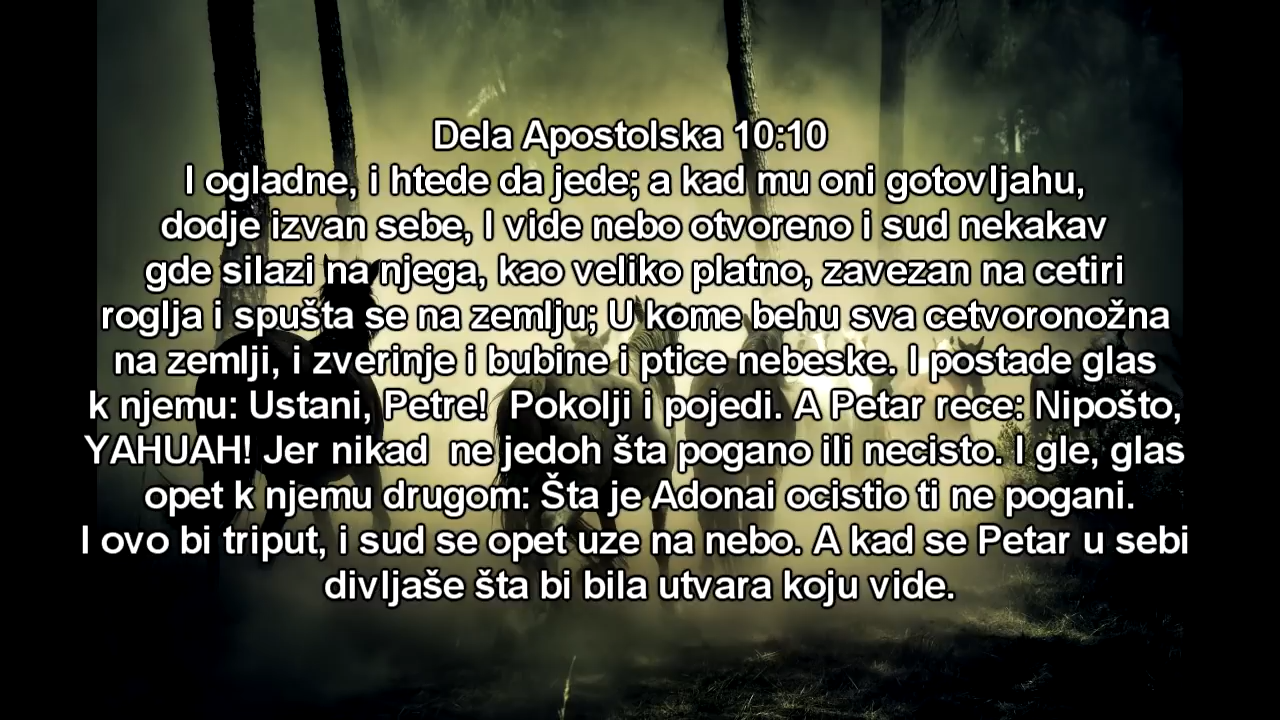 Dela Apostolska 10:10
I ogladne, i htede da jede; a kad mu oni gotovljahu,
dodje izvan sebe, I vide nebo otvoreno i sud nekakav
gde silazi na njega, kao veliko platno, zavezan na cetiri
roglja i spušta se na zemlju; U kome behu sva cetvoronožna
na zemlji, i zverinje i bubine i ptice nebeske. I postade glas
k njemu: Ustani, Petre!  Pokolji i pojedi. A Petar rece: Nipošto,
YAHUAH! Jer nikad  ne jedoh šta pogano ili necisto. I gle, glas
opet k njemu drugom: Šta je Adonai ocistio ti ne pogani.
I ovo bi triput, i sud se opet uze na nebo. A kad se Petar u sebi
divljaše šta bi bila utvara koju vide.